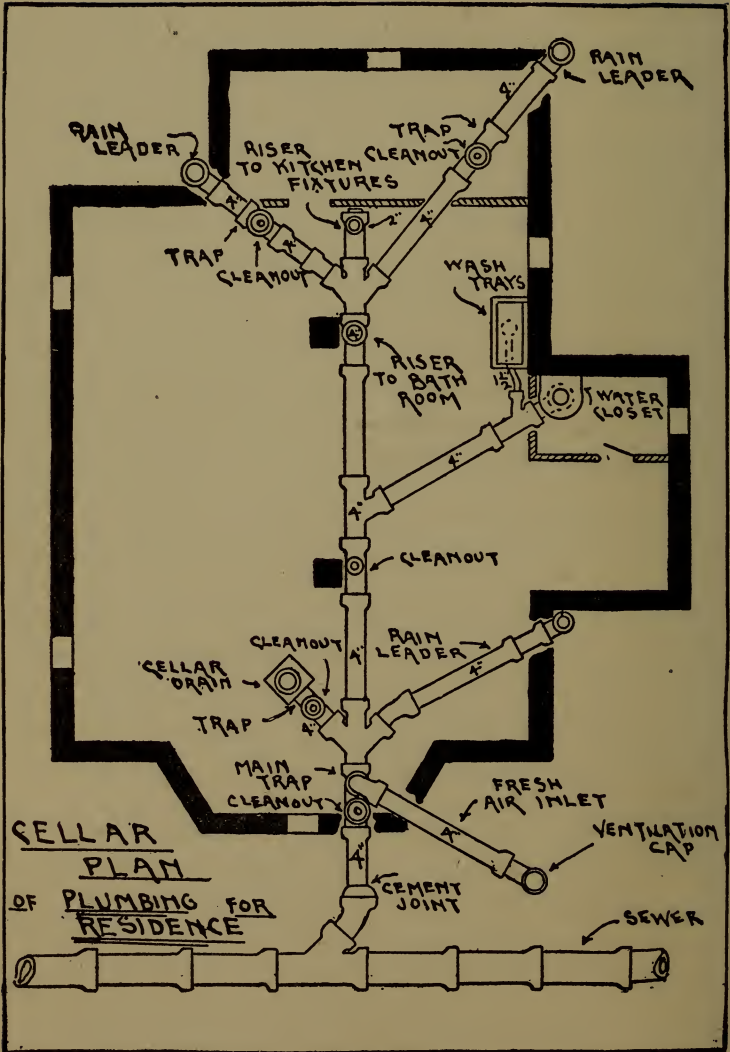 RAIN
LEADER
4"
TRAP
CLEANOUT
RAIN
LEADER
RISER
TO KITCHEN
FIXTURES
4"
2"
4"
TRAP
CLEANOUT
4"
WASH
TRAYS
4"
RISER
TO BATH
ROOM
1½"
WATER
CLOSET
4"
4"
CLEANOUT
CLEANOUT
RAIN
LEADER
4"
4"
CELLAR
DRAIN
TRAP
4"
MAIN
TRAP
CLEANOUT
FRESH
AIR INLET
4"
VENTILATION
CAP
4"
CEMENT
JOINT
CELLAR
PLAN
OF PLUMBING FOR
RESIDENCE
SEWER